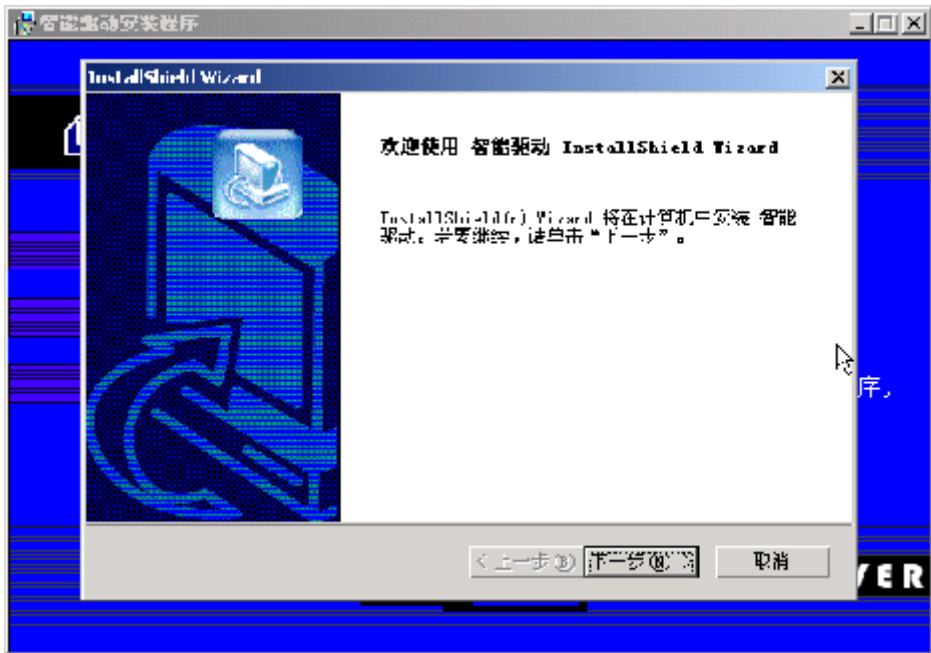 智能驱动安装程序
InstallShield Wizard
欢迎使用 智能驱动 InstallShield Wizard
InstallShield(r) Wizard 将在计算机中安装 智能
驱动。若要继续，请单击“下一步”。
序，
< 上一步(B)
下一步(N) >
取消
VER